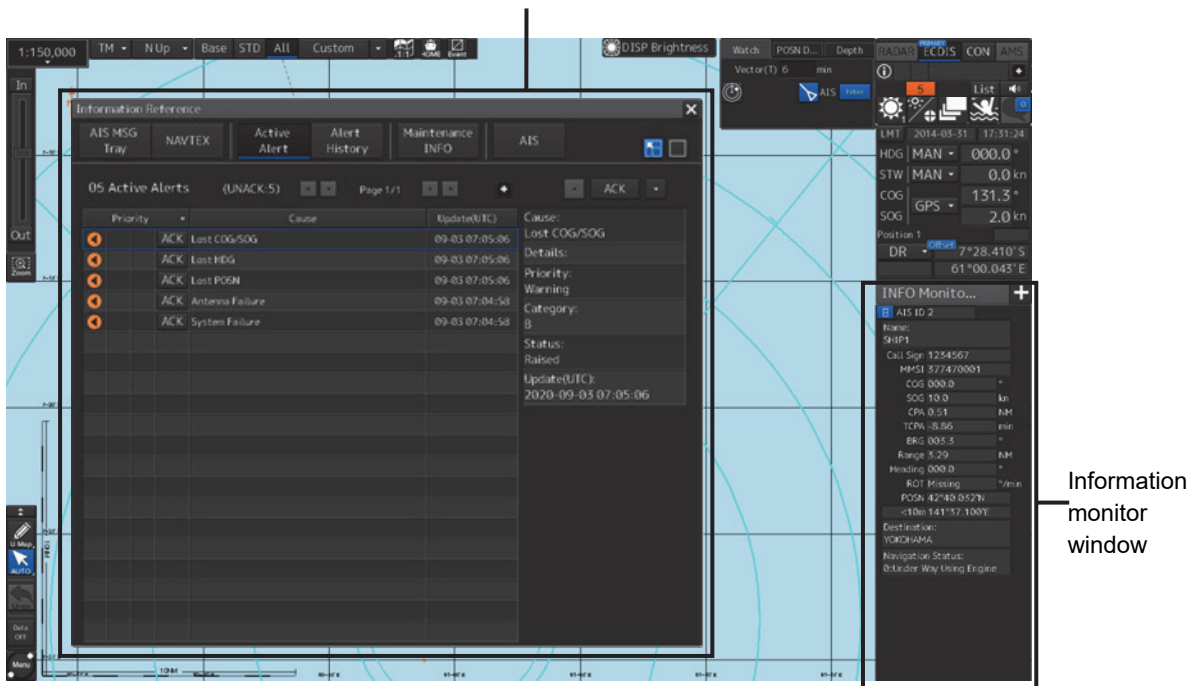 1:150,000
TM
N Up
Base
STD
All
Custom
1:1
HOME
Event
DISP Brightness
Watch
POSN D...
Depth
Vector(T) 6 min
AIS
Filter
RADAR
PRIMARY
ECDIS
CON
AMS
5
List
LMT 2014-03-31 17:31:24
HDG MAN 000.0 °
STW MAN 0.0 kn
COG 131.3 °
GPS
SOG 2.0 kn
Position 1
Offset
DR 7°28.410'S
61°00.043'E
In
Out
Zoom
Information Reference
AIS MSG
Tray
NAVTEX
Active
Alert
Alert
History
Maintenance
INFO
AIS
05 Active Alerts (UNACK:5) Page 1/1 ACK
Priority Cause Update(UTC)
ACK Lost COG/SOG 09-03 07:05:06
ACK Lost HDG 09-03 07:05:06
ACK Lost POSN 09-03 07:05:06
ACK Antenna Failure 09-03 07:04:58
ACK System Failure 09-03 07:04:58
Cause:
Lost COG/SOG
Details:
Priority:
Warning
Category:
B
Status:
Raised
Update(UTC):
2020-09-03 07:05:06
INFO Monito...
B AIS ID 2
Name:
SHIP1
Call Sign 1234567
MMSI 377470001
COG 000.0 °
SOG 10.0 kn
CPA 0.51 NM
TCPA -8.86 min
BRG 003.3 °
Range 3.29 NM
Heading 000.0 °
ROT Missing °/min
POSN 42°40.032'N
<10m 141°37.100'E
Destination:
YOKOHAMA
Navigation Status:
0:Under Way Using Engine
Information
monitor
window
U Map
AUTO
Data
OFF
Menu
10NM
10NM